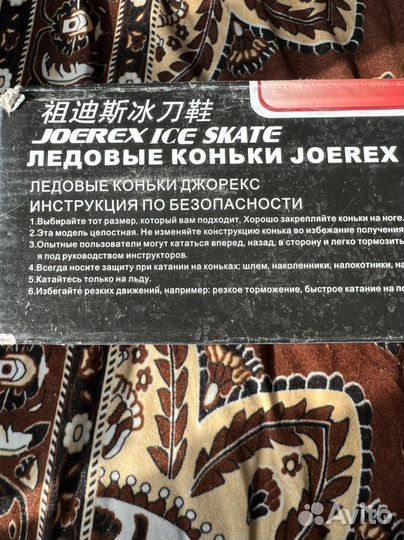 祖迪斯冰刀鞋
JOEREX ICE SKATE
ЛЕДОВЫЕ КОНЬКИ JOEREX
ЛЕДОВЫЕ КОНЬКИ ДЖОРЕКС
ИНСТРУКЦИЯ ПО БЕЗОПАСНОСТИ
1.Выбирайте тот размер, который вам подходит. Хорошо закрепляйте коньки на ноге.
2.Эта модель целостная. Не изменяйте конструкцию конька во избежание получения
3.Опытные пользователи могут кататься вперед, назад, в сторону и легко тормозить
я под руководством инструкторов.
4.Всегда носите защиту при катании на коньках: шлем, наколенники, налокотники, на
5.Катайтесь только на льду.
6.Избегайте резких движений, например: резкое торможение, быстрое катание на по
Avito